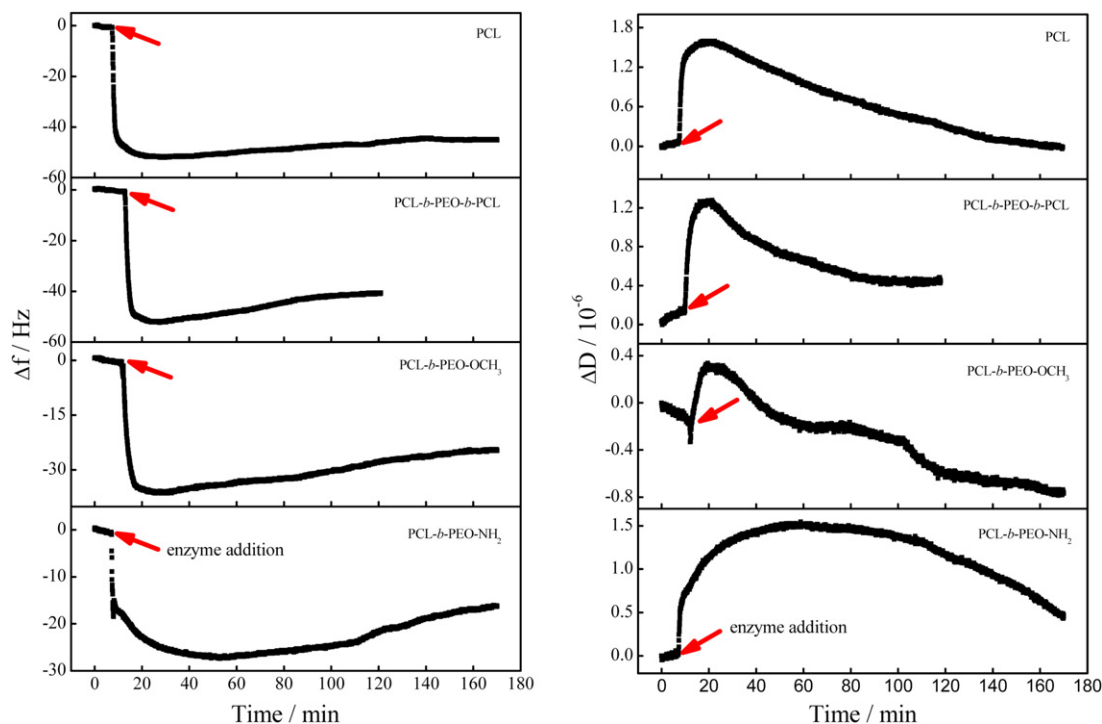 0
-20
-40
-60
PCL
0
-20
-40
-60
PCL-b-PEO-b-PCL
0
-15
-30
PCL-b-PEO-OCH₃
0
-10
-20
-30
PCL-b-PEO-NH₂
enzyme addition
0 20 40 60 80 100 120 140 160 180
Time / min
Δf / Hz
1.8
1.2
0.6
0.0
PCL
1.2
0.8
0.4
0.0
PCL-b-PEO-b-PCL
0.4
0.0
-0.4
-0.8
PCL-b-PEO-OCH₃
1.5
1.0
0.5
0.0
PCL-b-PEO-NH₂
enzyme addition
0 20 40 60 80 100 120 140 160 180
Time / min
ΔD / 10⁻⁶